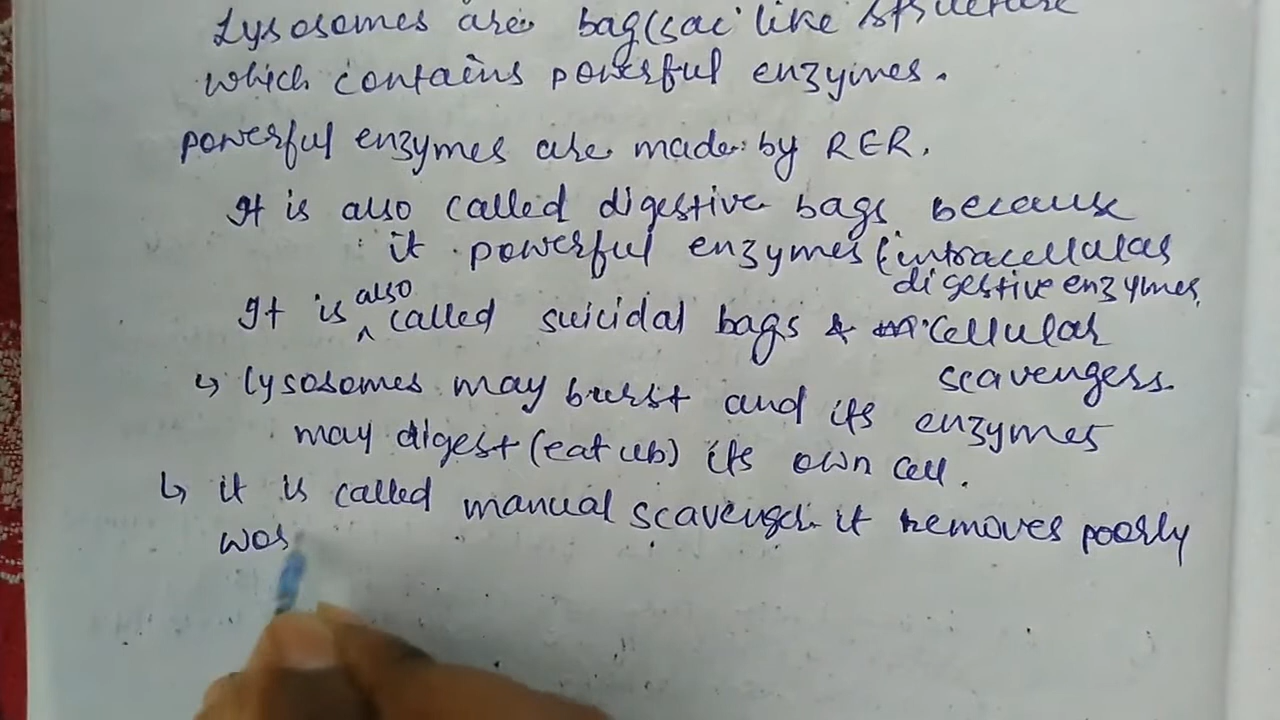 Lysosomes are bag(sac like structure
which contains powerful enzymes.
powerful enzymes are made by RER.
It is also called digestive bags because
it powerful enzymes (intracellular
digestive enzymes,
It is also called suicidal bags & cellular
scavengers.
↳ Lysosomes may burst and its enzymes
may digest (eat ub) its own cell.
↳ it is called manual scavenger it removes poorly
wor